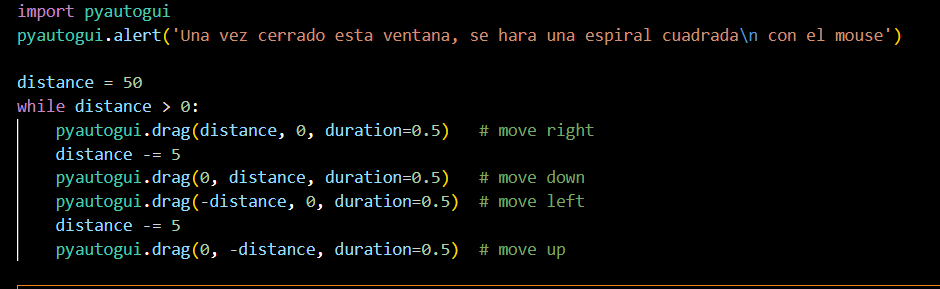 import pyautogui
pyautogui.alert('Una vez cerrado esta ventana, se hara una espiral cuadrada\n con el mouse')

distance = 50
while distance > 0:
    pyautogui.drag(distance, 0, duration=0.5)   # move right
    distance -= 5
    pyautogui.drag(0, distance, duration=0.5)   # move down
    pyautogui.drag(-distance, 0, duration=0.5)  # move left
    distance -= 5
    pyautogui.drag(0, -distance, duration=0.5)  # move up